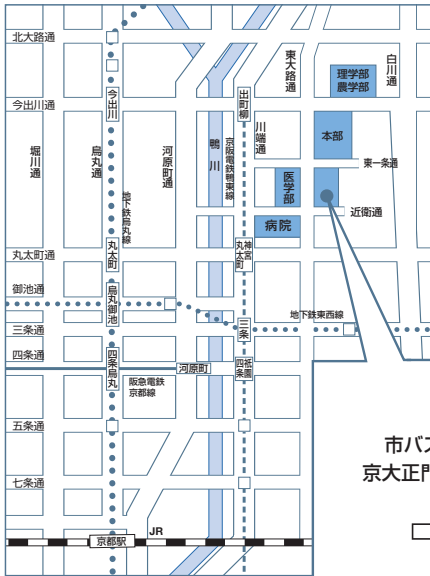 北大路通
東大路通
白川通
理学部
農学部
今出川通
今出川
出町柳
堀川通
烏丸通
河原町通
鴨川
京阪電鉄鴨東線
川端通
本部
東一条通
地下鉄烏丸線
医学部
近衛通
病院
丸太町通
丸太町
神宮丸太町
御池通
烏丸御池
地下鉄東西線
三条通
三条
四条通
四条烏丸
河原町
祇園四条
阪急電鉄
京都線
五条通
市バス
京大正門
七条通
JR
京都駅